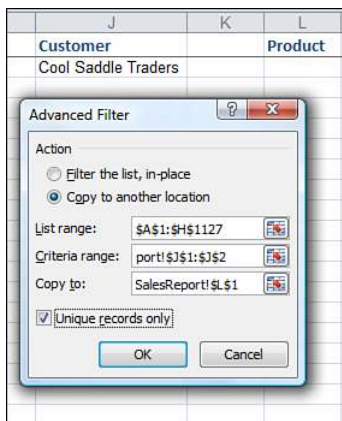 J K L
Customer Product
Cool Saddle Traders
Advanced Filter
Action
Filter the list, in-place
Copy to another location
List range: $A$1:$H$1127
Criteria range: port!$J$1:$J$2
Copy to: SalesReport!$L$1
Unique records only
OK Cancel